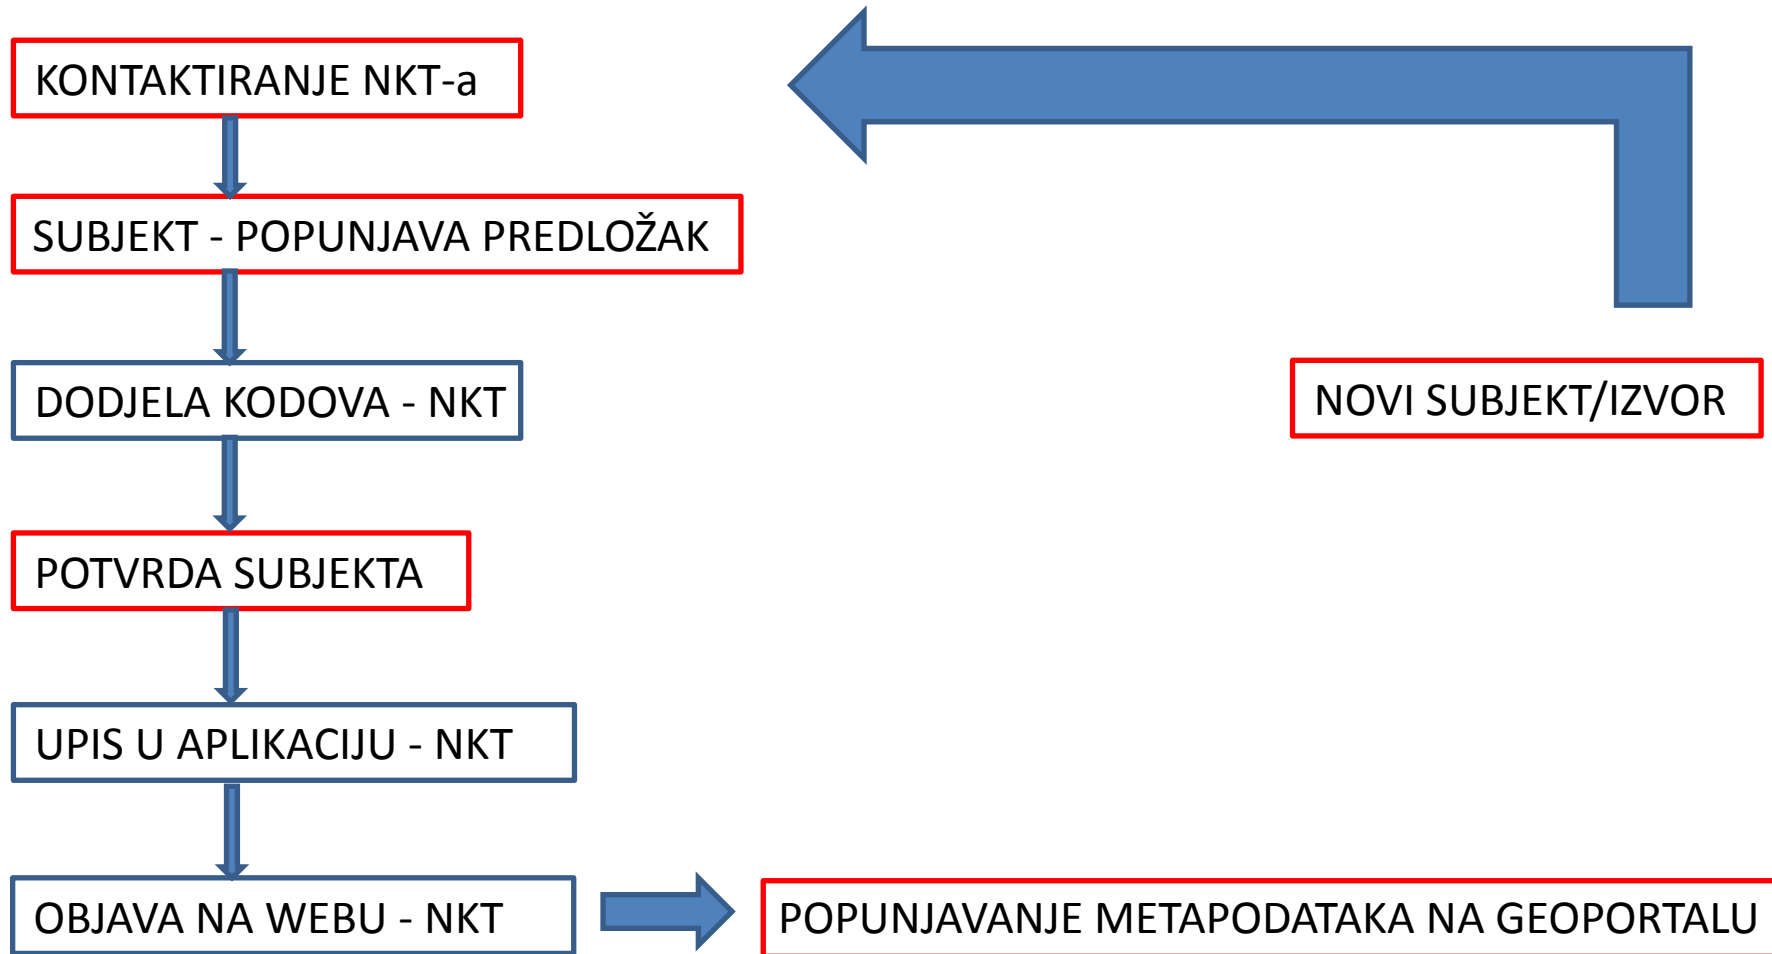 KONTAKTIRANJE NKT-a
SUBJEKT - POPUNJAVA PREDLOŽAK
DODJELA KODOVA - NKT
NOVI SUBJEKT/IZVOR
POTVRDA SUBJEKTA
UPIS U APLIKACIJU - NKT
OBJAVA NA WEBU - NKT
POPUNJAVANJE METAPODATAKA NA GEOPORTALU